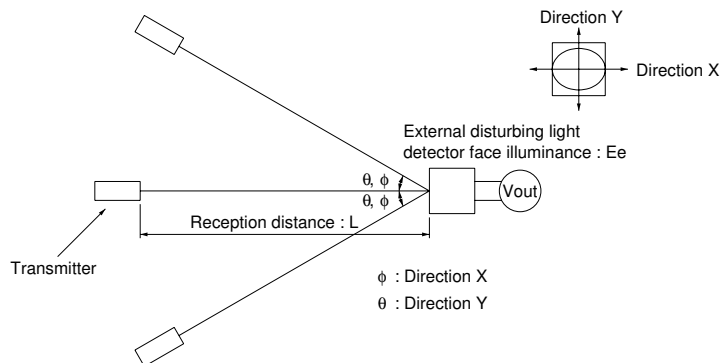 Direction Y
Direction X
External disturbing light
detector face illuminance : Ee
θ, ϕ
θ, ϕ
Vout
Reception distance : L
Transmitter
ϕ : Direction X
θ : Direction Y